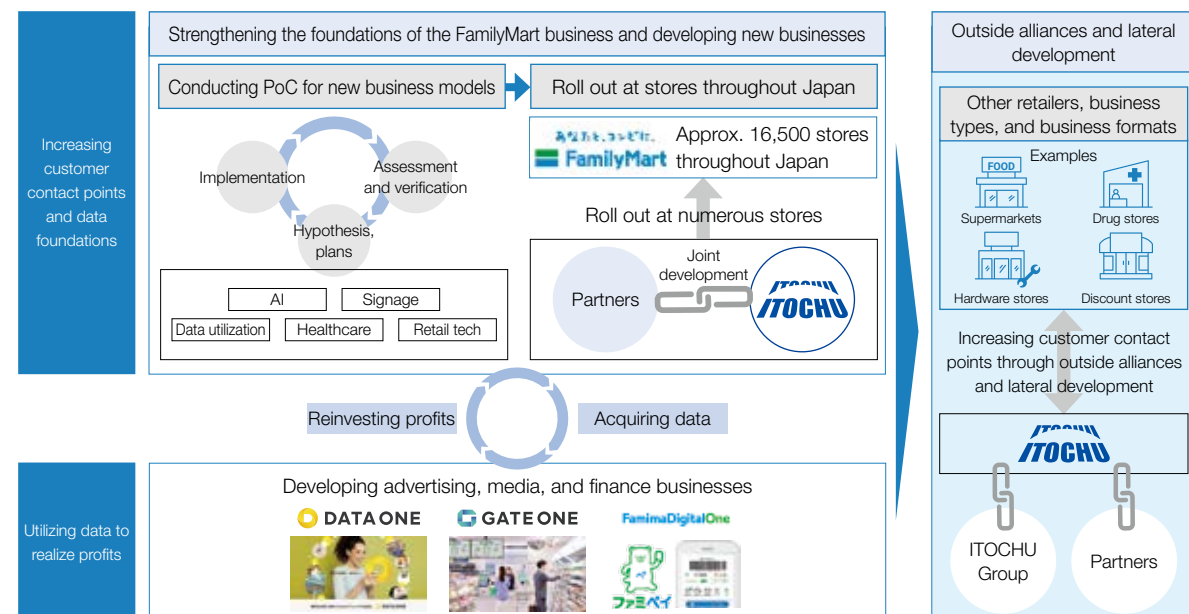 Increasing
customer
contact points
and data
foundations
Strengthening the foundations of the FamilyMart business and developing new businesses
Conducting PoC for new business models
Implementation
Assessment
and verification
Hypothesis,
plans
AI
Signage
Data utilization
Healthcare
Retail tech
Roll out at stores throughout Japan
あなたと、コンビに、
FamilyMart
Approx. 16,500 stores
throughout Japan
Roll out at numerous stores
Partners
Joint
development
ITOCHU
Reinvesting profits
Acquiring data
Utilizing data to
realize profits
Developing advertising, media, and finance businesses
DATA ONE
GATE ONE
FamimaDigitalOne
ファミペイ
Outside alliances and lateral
development
Other retailers, business
types, and business formats
Examples
FOOD
Supermarkets
Drug stores
Hardware stores
Discount stores
Increasing customer contact
points through outside alliances
and lateral development
ITOCHU
ITOCHU
Group
Partners